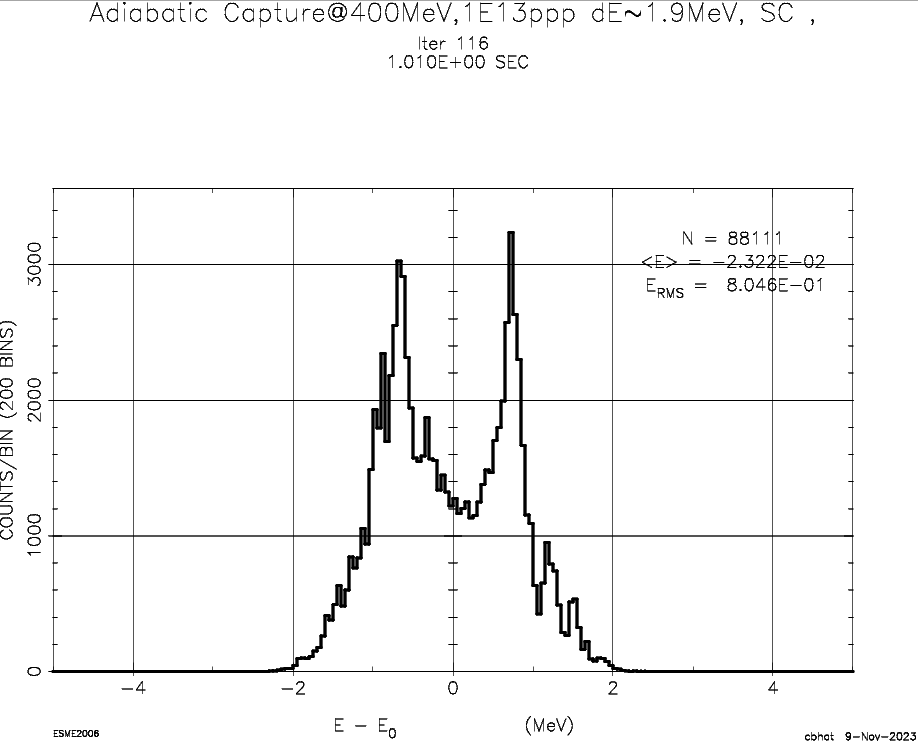 Adiabatic Capture@400MeV,1E13ppp dE~1.9MeV, SC ,
Iter 116
1.010E+00 SEC
N = 88111
<E> = -2.322E-02
E_RMS = 8.046E-01
COUNTS/BIN (200 BINS)
3000
2000
1000
0
-4 -2 0 2 4
E - E_0 (MeV)
ESME2006 cbhat 9-Nov-2023